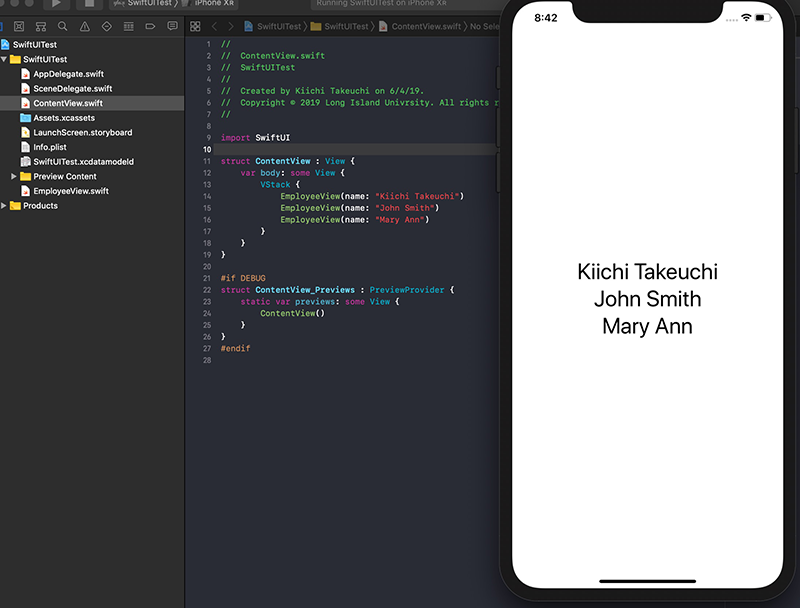 SwiftUITest
iPhone XR
Running SwiftUITest on iPhone XR
SwiftUITest
SwiftUITest
AppDelegate.swift
SceneDelegate.swift
ContentView.swift
Assets.xcassets
LaunchScreen.storyboard
Info.plist
SwiftUITest.xcdatamodeld
Preview Content
EmployeeView.swift
Products
SwiftUITest
SwiftUITest
ContentView.swift
No Sele
1 //
2 // ContentView.swift
3 // SwiftUITest
4 //
5 // Created by Kiichi Takeuchi on 6/4/19.
6 // Copyright © 2019 Long Island Univrsity. All rights r
7 //
8
9 import SwiftUI
10
11 struct ContentView : View {
12 var body: some View {
13 VStack {
14 EmployeeView(name: "Kiichi Takeuchi")
15 EmployeeView(name: "John Smith")
16 EmployeeView(name: "Mary Ann")
17 }
18 }
19 }
20
21 #if DEBUG
22 struct ContentView_Previews : PreviewProvider {
23 static var previews: some View {
24 ContentView()
25 }
26 }
27 #endif
28
8:42
Kiichi Takeuchi
John Smith
Mary Ann